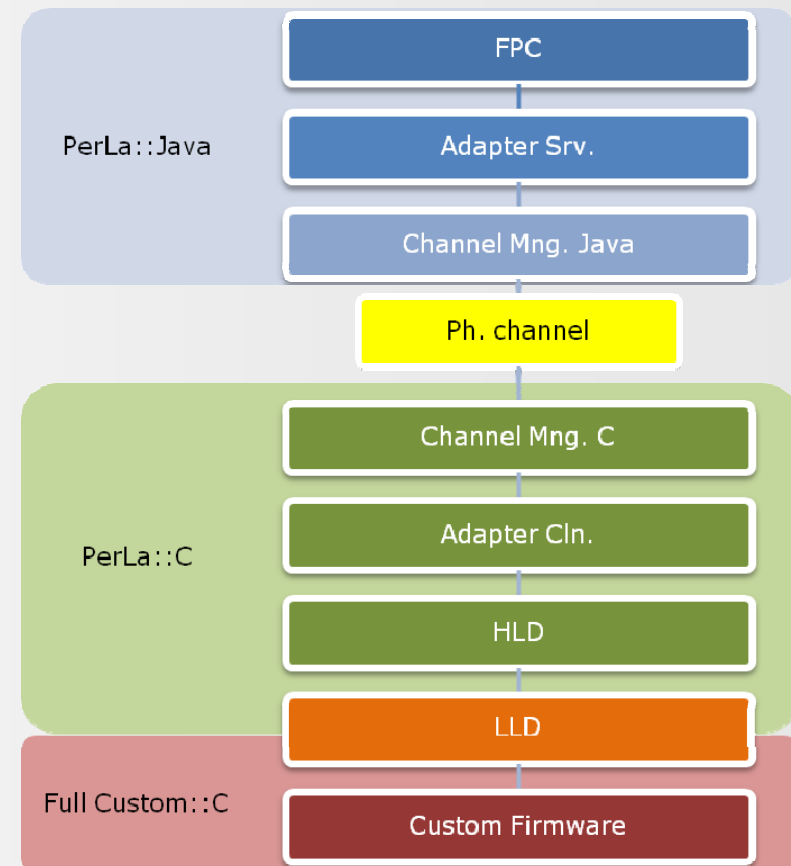 FPC
PerLa::Java
Adapter Srv.
Channel Mng. Java
Ph. channel
Channel Mng. C
Adapter Cln.
PerLa::C
HLD
LLD
Full Custom::C
Custom Firmware